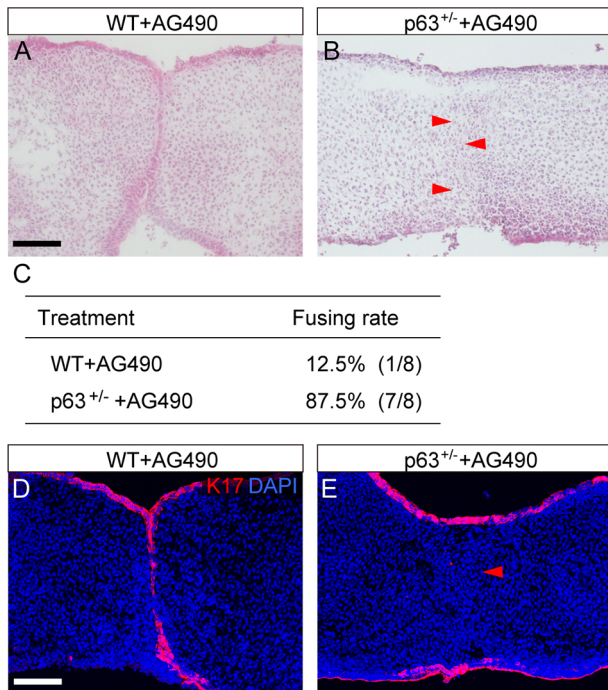 WT+AG490 p63+/-+AG490
A B
C
Treatment Fusing rate
WT+AG490 12.5% (1/8)
p63+/- +AG490 87.5% (7/8)
WT+AG490 p63+/-+AG490
D K17 DAPI E